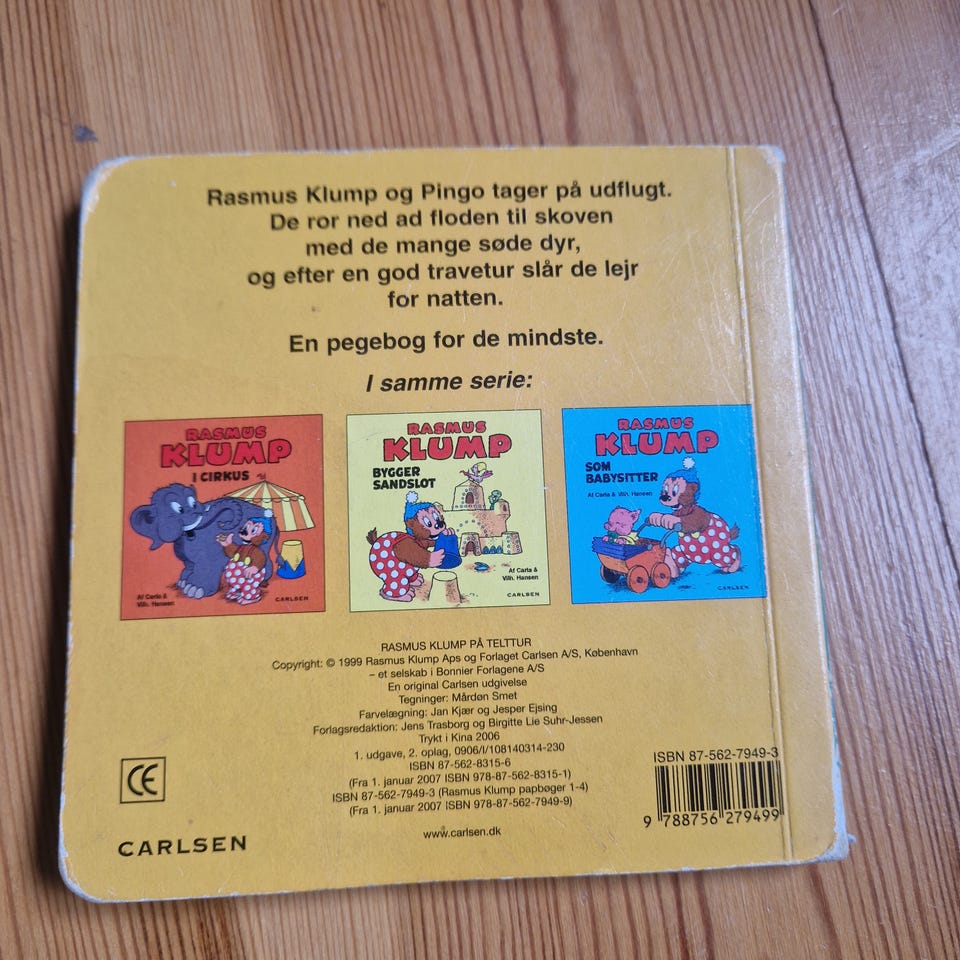 Rasmus Klump og Pingo tager på udflugt.
De ror ned ad floden til skoven
med de mange søde dyr,
og efter en god travetur slår de lejr
for natten.
En pegebog for de mindste.
I samme serie:
RASMUS
KLUMP
I CIRKUS
Af Carla &
Vilh. Hansen
CARLSEN
RASMUS
KLUMP
BYGGER
SANDSLOT
Af Carla &
Vilh. Hansen
CARLSEN
RASMUS
KLUMP
SOM
BABYSITTER
Af Carla & Vilh. Hansen
CARLSEN
RASMUS KLUMP PÅ TELTTUR
Copyright: © 1999 Rasmus Klump Aps og Forlaget Carlsen A/S, København
– et selskab i Bonnier Forlagene A/S
En original Carlsen udgivelse
Tegninger: Mårdøn Smet
Farvelægning: Jan Kjær og Jesper Ejsing
Forlagsredaktion: Jens Trasborg og Birgitte Lie Suhr-Jessen
Trykt i Kina 2006
1. udgave, 2. oplag, 0906/I/108140314-230
ISBN 87-562-8315-6
(Fra 1. januar 2007 ISBN 978-87-562-8315-1)
ISBN 87-562-7949-3 (Rasmus Klump papbøger 1-4)
(Fra 1. januar 2007 ISBN 978-87-562-7949-9)
www.carlsen.dk
CE
CARLSEN
ISBN 87-562-7949-3
9 788756 279499